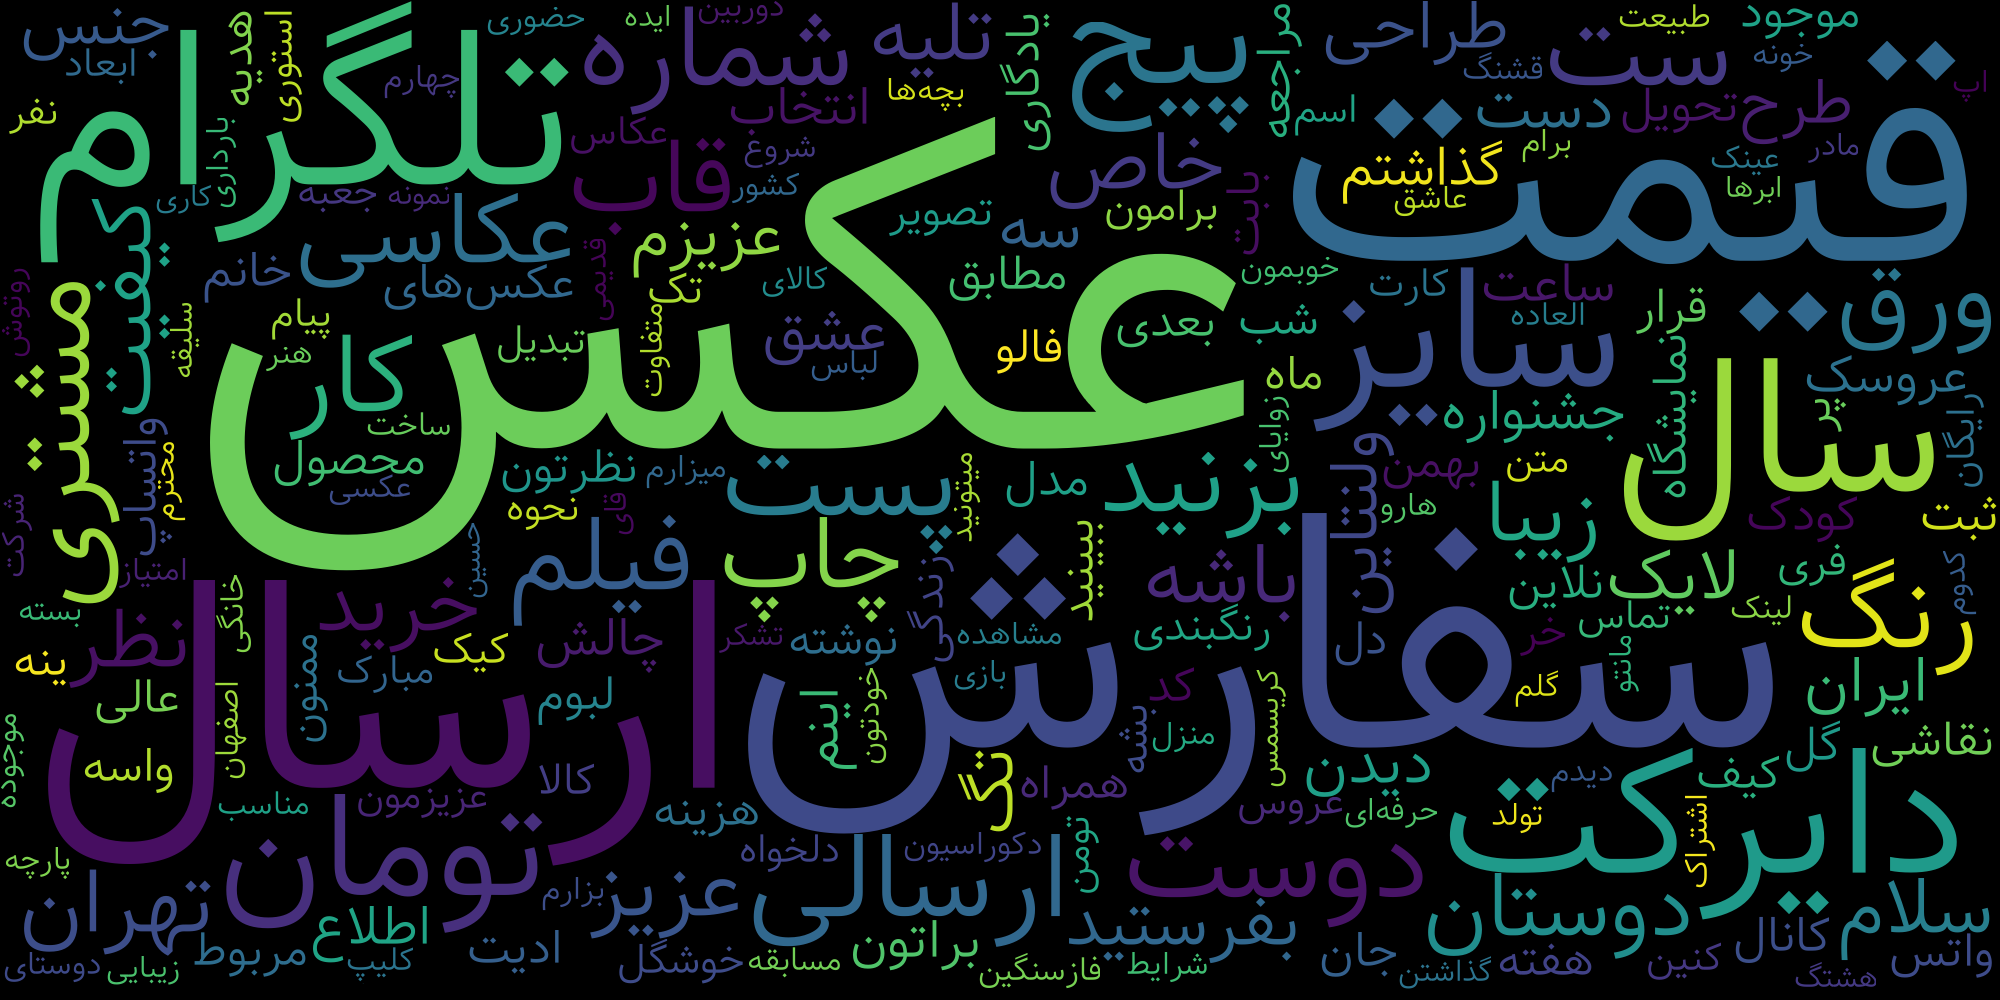 عکس
سفارش
قیمت
ارسال
تلگرام
سال
دایرکت
سایز
تومان
پیج
مشتری
کیفیت
شماره
تلیه
ست
طراحی
موجود
طبیعت
خونه
قشنگ
اپ
جنس
ابعاد
هدیه
استوری
حضوری
ایده
دوربین
چهارم
نفر
بارداری
کاری
جعبه
نمونه
عکاس
انتخاب
بچه‌ها
یادگاری
مراجعه
اسم
دست
تحویل
طرح
مادر
عینک
ابرها
برام
گذاشتم
عاشق
قاب
شروغ
کشور
خاص
برامون
بابت
تصویر
سه
عزیزم
عکاسی
عکس‌های
خانم
قدیمی
تک
متفاوت
کالای
مطابق
خوبمون
کارت
ساعت
العاده
قرار
ورق
روتوش
سلیقه
پیام
هنر
کار
تبدیل
عشق
لباس
فالو
بعدی
شب
ماه
نمایشگاه
عروسک
پر
رایگان
جشنواره
زوایای
ولنتاین
بهمن
متن
هارو
واتساپ
محترم
ساخت
محصول
عکسی
نظرتون
میزارم
پست
میتونید
مدل
بزنید
زیبا
کودک
ثبت
شرکت
امتیاز
حسین
نحوه
قای
فیلم
چاپ
زندگی
ببینید
باشه
نلاین
لایک
فری
کدوم
لینک
رنگ
بسته
خانگی
خرید
نظر
ینه
ممنون
مبارک
کیک
چالش
تشکر
نوشته
مشاهده
بازی
رنگبندی
دل
خر
تماس
مانتو
گلم
کد
ایران
عالی
اصفهان
لبوم
اینم
خودتون
بشه
منزل
کریسمس
دیدن
نقاشی
گل
کیف
موجوده
واسه
مناسب
عزیزمون
کالا
هزینه
تگ
همراه
عروس
حرفه‌ای
دیدم
تولد
اشتراک
پارچه
دلخواه
دکوراسیون
تومن
دوست
تهران
بزارم
عزیز
ارسالی
بفرستید
دوستان
سلام
اطلاع
مربوط
کلیپ
ادیت
خوشگل
مسابقه
براتون
فازسنگین
شرایط
جان
گذاشتن
هفته
کنین
کانال
هشتگ
واتس
دوستای
زیبایی